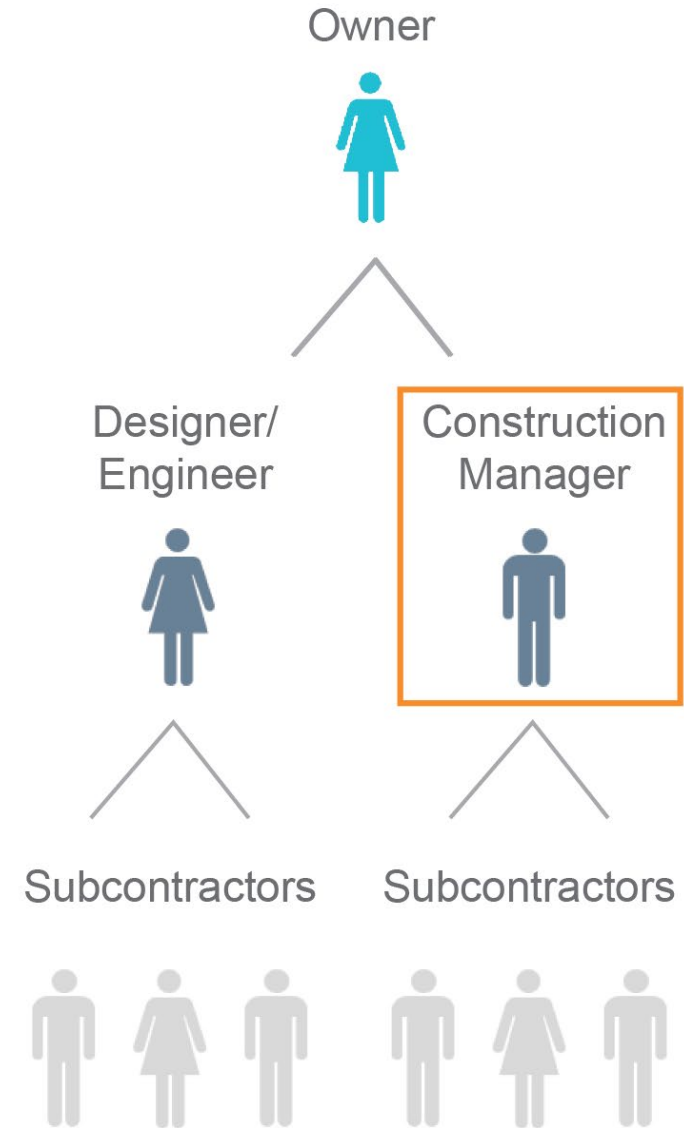 Owner
Designer/
Engineer
Construction
Manager
Subcontractors
Subcontractors